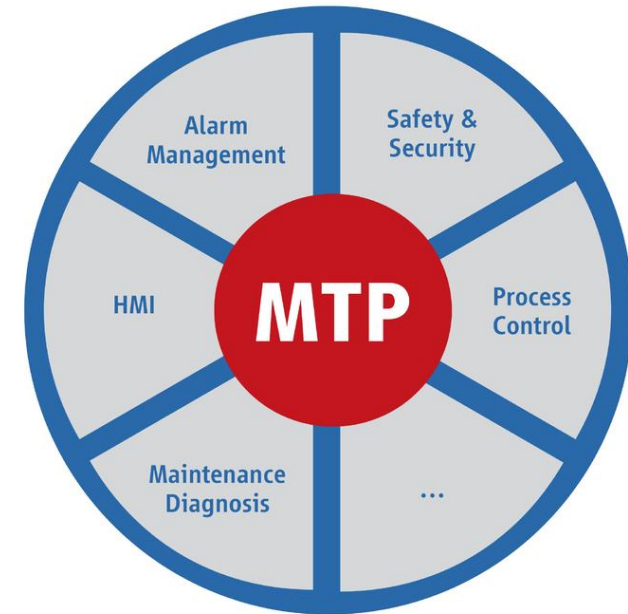 Alarm
Management
Safety &
Security
HMI
MTP
Process
Control
Maintenance
Diagnosis
...